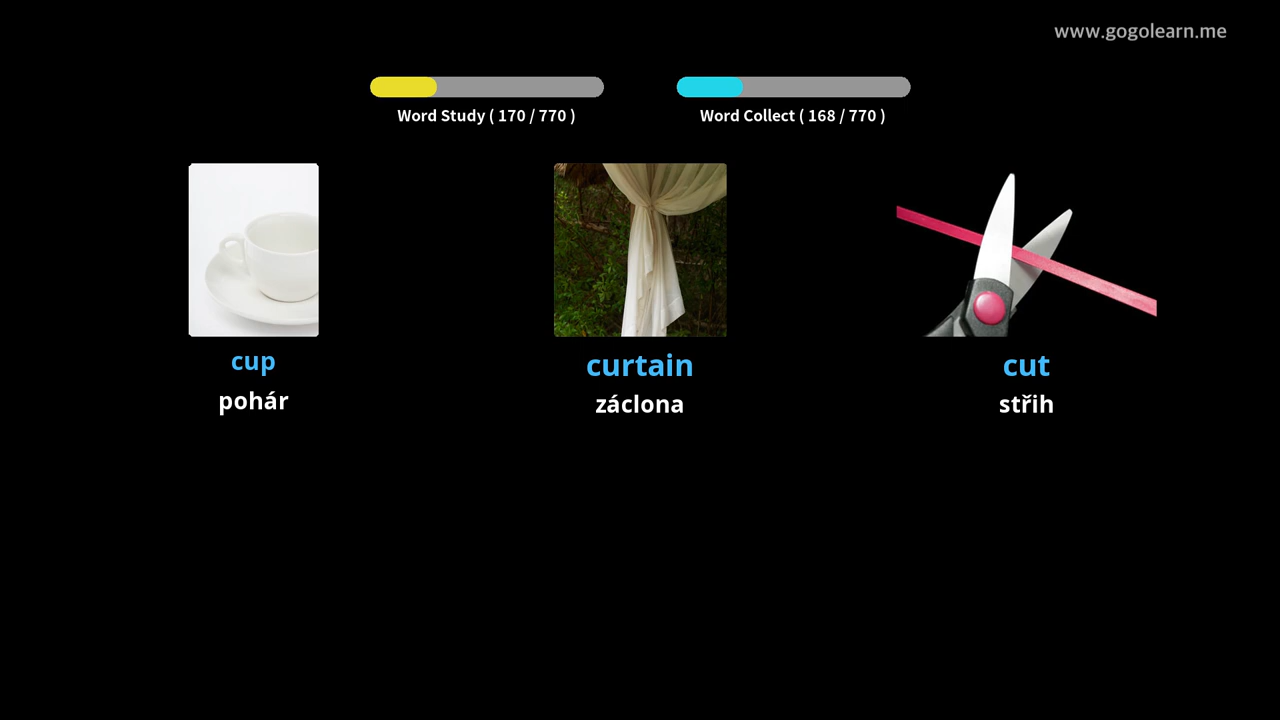 www.gogolearn.me
Word Study ( 170 / 770 )
Word Collect ( 168 / 770 )
cup
pohár
curtain
záclona
cut
střih